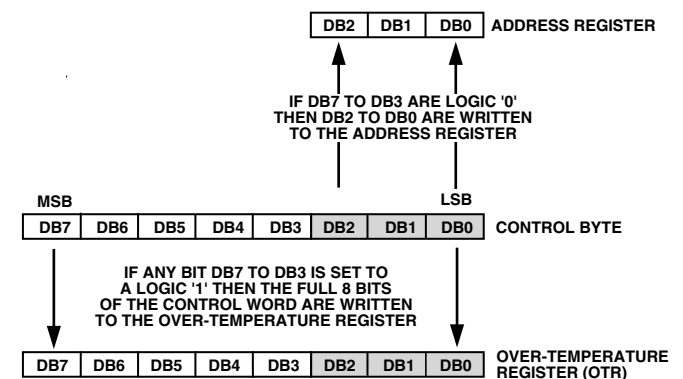 DB2 DB1 DB0 ADDRESS REGISTER
IF DB7 TO DB3 ARE LOGIC '0'
THEN DB2 TO DB0 ARE WRITTEN
TO THE ADDRESS REGISTER
MSB LSB
DB7 DB6 DB5 DB4 DB3 DB2 DB1 DB0 CONTROL BYTE
IF ANY BIT DB7 TO DB3 IS SET TO
A LOGIC '1' THEN THE FULL 8 BITS
OF THE CONTROL WORD ARE WRITTEN
TO THE OVER-TEMPERATURE REGISTER
DB7 DB6 DB5 DB4 DB3 DB2 DB1 DB0 OVER-TEMPERATURE
REGISTER (OTR)